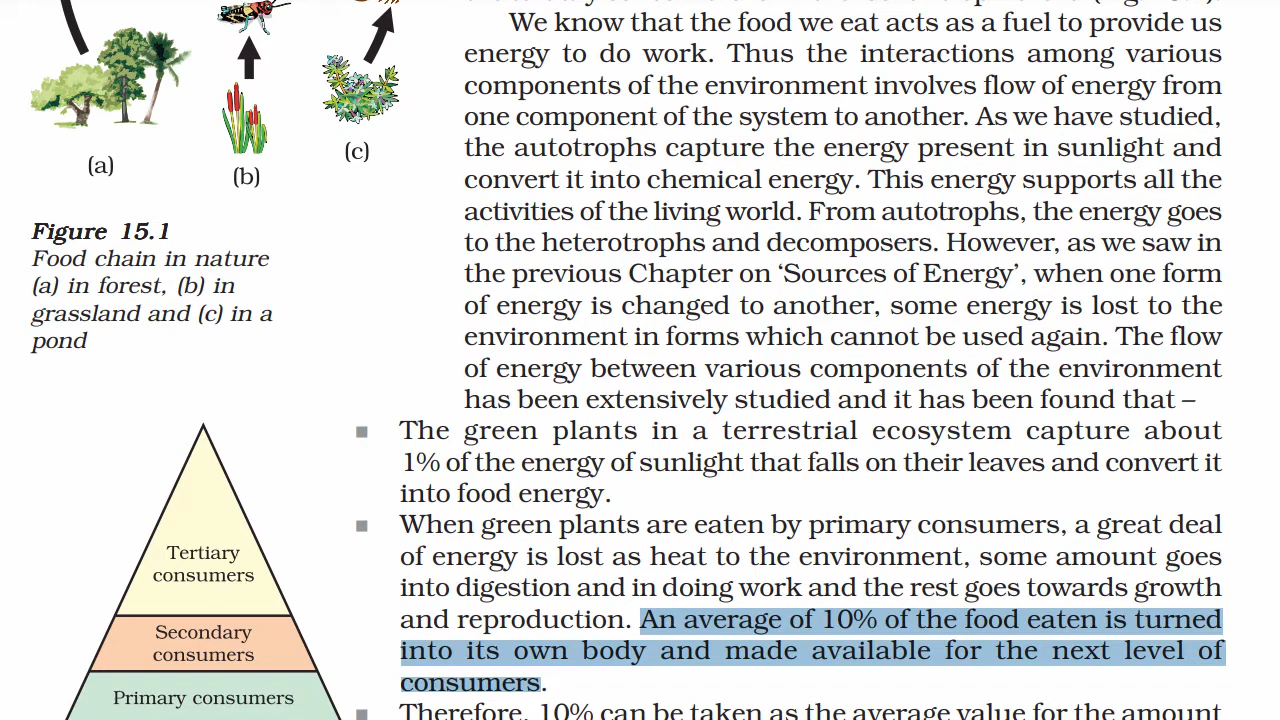 We know that the food we eat acts as a fuel to provide us
energy to do work. Thus the interactions among various
components of the environment involves flow of energy from
one component of the system to another. As we have studied,
the autotrophs capture the energy present in sunlight and
convert it into chemical energy. This energy supports all the
activities of the living world. From autotrophs, the energy goes
to the heterotrophs and decomposers. However, as we saw in
the previous Chapter on ‘Sources of Energy’, when one form
of energy is changed to another, some energy is lost to the
environment in forms which cannot be used again. The flow
of energy between various components of the environment
has been extensively studied and it has been found that –
■ The green plants in a terrestrial ecosystem capture about
1% of the energy of sunlight that falls on their leaves and convert it
into food energy.
■ When green plants are eaten by primary consumers, a great deal
of energy is lost as heat to the environment, some amount goes
into digestion and in doing work and the rest goes towards growth
and reproduction. An average of 10% of the food eaten is turned
into its own body and made available for the next level of
consumers.
■ Therefore, 10% can be taken as the average value for the amount
(a)
(b)
(c)
Figure 15.1
Food chain in nature
(a) in forest, (b) in
grassland and (c) in a
pond
Tertiary
consumers
Secondary
consumers
Primary consumers